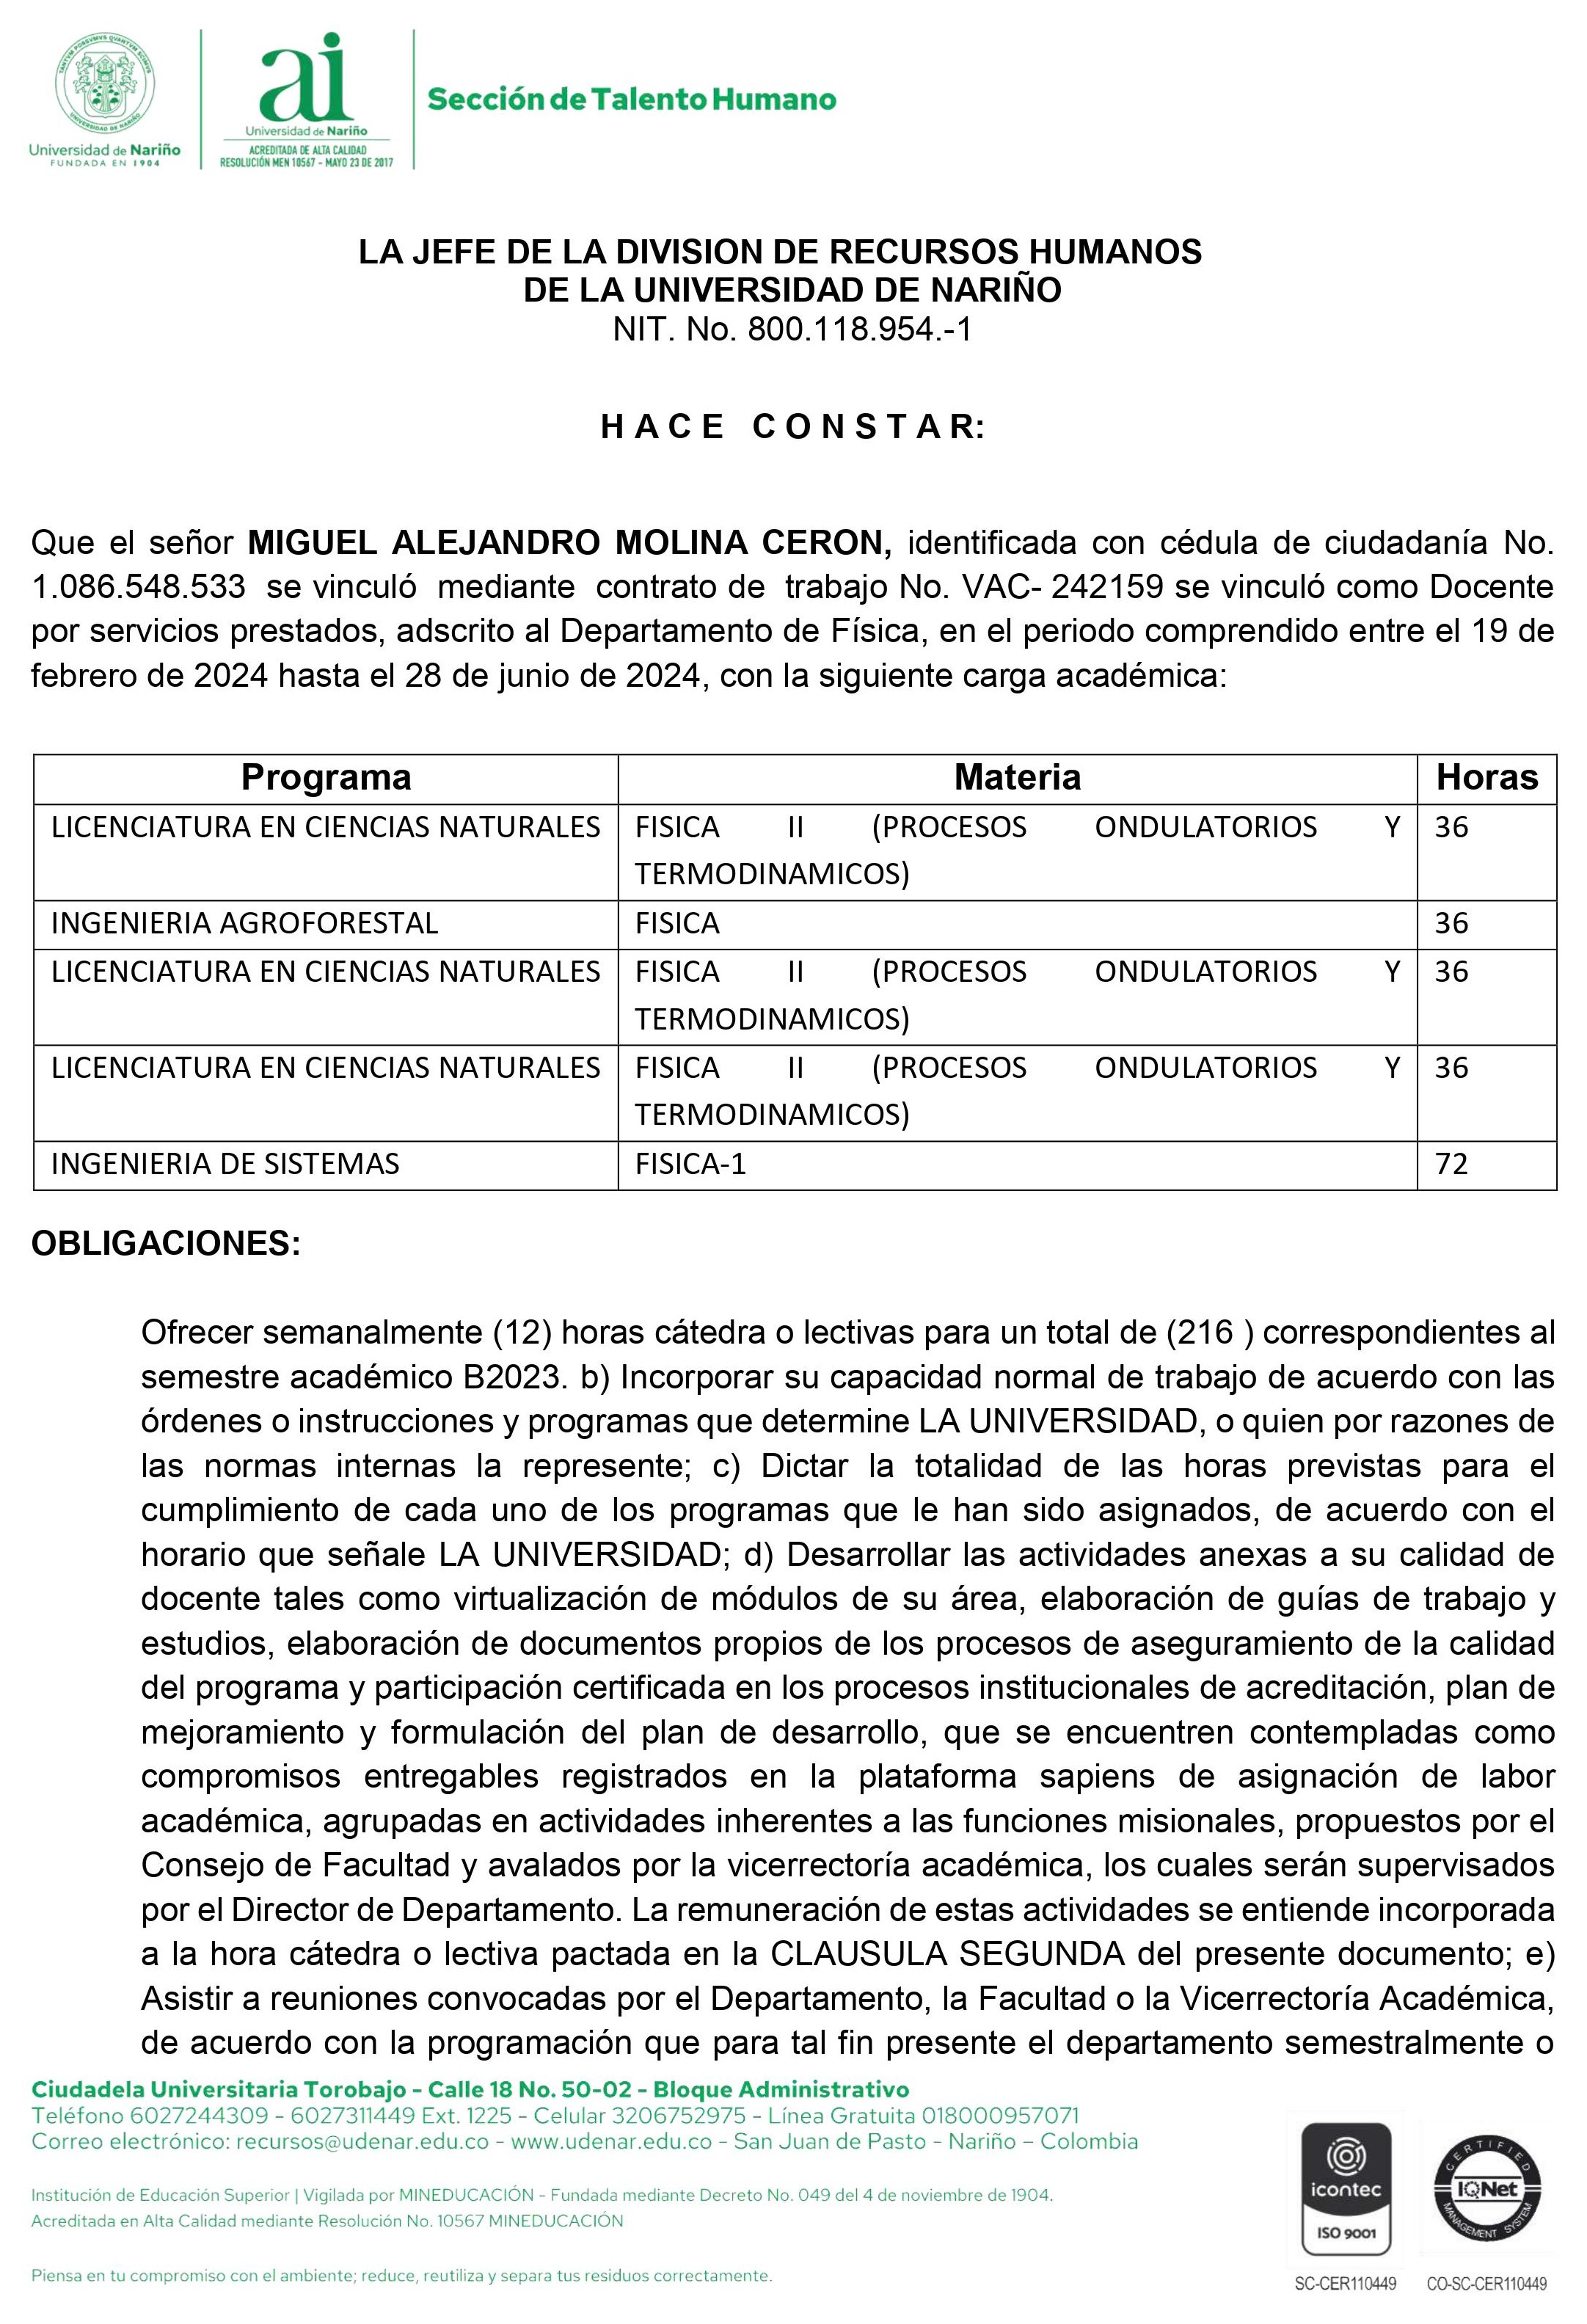 TANTVM POSSVMVS QVANTVM SCIMVS
UNIVERSIDAD DE NARIÑO
Universidad de Nariño
FUNDADA EN 1904
ai
Universidad de Nariño
ACREDITADA DE ALTA CALIDAD
RESOLUCIÓN MEN 10567 – MAYO 23 DE 2017
Sección de Talento Humano
LA JEFE DE LA DIVISION DE RECURSOS HUMANOS
DE LA UNIVERSIDAD DE NARIÑO
NIT. No. 800.118.954.-1
H A C E C O N S T A R:
Que el señor MIGUEL ALEJANDRO MOLINA CERON, identificada con cédula de ciudadanía No.
1.086.548.533 se vinculó mediante contrato de trabajo No. VAC- 242159 se vinculó como Docente
por servicios prestados, adscrito al Departamento de Física, en el periodo comprendido entre el 19 de
febrero de 2024 hasta el 28 de junio de 2024, con la siguiente carga académica:
Programa Materia Horas
LICENCIATURA EN CIENCIAS NATURALES FISICA II (PROCESOS ONDULATORIOS Y 36
TERMODINAMICOS)
INGENIERIA AGROFORESTAL FISICA 36
LICENCIATURA EN CIENCIAS NATURALES FISICA II (PROCESOS ONDULATORIOS Y 36
TERMODINAMICOS)
LICENCIATURA EN CIENCIAS NATURALES FISICA II (PROCESOS ONDULATORIOS Y 36
TERMODINAMICOS)
INGENIERIA DE SISTEMAS FISICA-1 72
OBLIGACIONES:
Ofrecer semanalmente (12) horas cátedra o lectivas para un total de (216 ) correspondientes al
semestre académico B2023. b) Incorporar su capacidad normal de trabajo de acuerdo con las
órdenes o instrucciones y programas que determine LA UNIVERSIDAD, o quien por razones de
las normas internas la represente; c) Dictar la totalidad de las horas previstas para el
cumplimiento de cada uno de los programas que le han sido asignados, de acuerdo con el
horario que señale LA UNIVERSIDAD; d) Desarrollar las actividades anexas a su calidad de
docente tales como virtualización de módulos de su área, elaboración de guías de trabajo y
estudios, elaboración de documentos propios de los procesos de aseguramiento de la calidad
del programa y participación certificada en los procesos institucionales de acreditación, plan de
mejoramiento y formulación del plan de desarrollo, que se encuentren contempladas como
compromisos entregables registrados en la plataforma sapiens de asignación de labor
académica, agrupadas en actividades inherentes a las funciones misionales, propuestos por el
Consejo de Facultad y avalados por la vicerrectoría académica, los cuales serán supervisados
por el Director de Departamento. La remuneración de estas actividades se entiende incorporada
a la hora cátedra o lectiva pactada en la CLAUSULA SEGUNDA del presente documento; e)
Asistir a reuniones convocadas por el Departamento, la Facultad o la Vicerrectoría Académica,
de acuerdo con la programación que para tal fin presente el departamento semestralmente o
Ciudadela Universitaria Torobajo - Calle 18 No. 50-02 - Bloque Administrativo
Teléfono 6027244309 - 6027311449 Ext. 1225 - Celular 3206752975 - Línea Gratuita 018000957071
Correo electrónico: recursos@udenar.edu.co - www.udenar.edu.co - San Juan de Pasto - Nariño – Colombia
Institución de Educación Superior | Vigilada por MINEDUCACIÓN - Fundada mediante Decreto No. 049 del 4 de noviembre de 1904.
Acreditada en Alta Calidad mediante Resolución No. 10567 MINEDUCACIÓN
Piensa en tu compromiso con el ambiente; reduce, reutiliza y separa tus residuos correctamente.
icontec
ISO 9001
SC-CER110449
CERTIFIED
IQNet
MANAGEMENT SYSTEM
CO-SC-CER110449